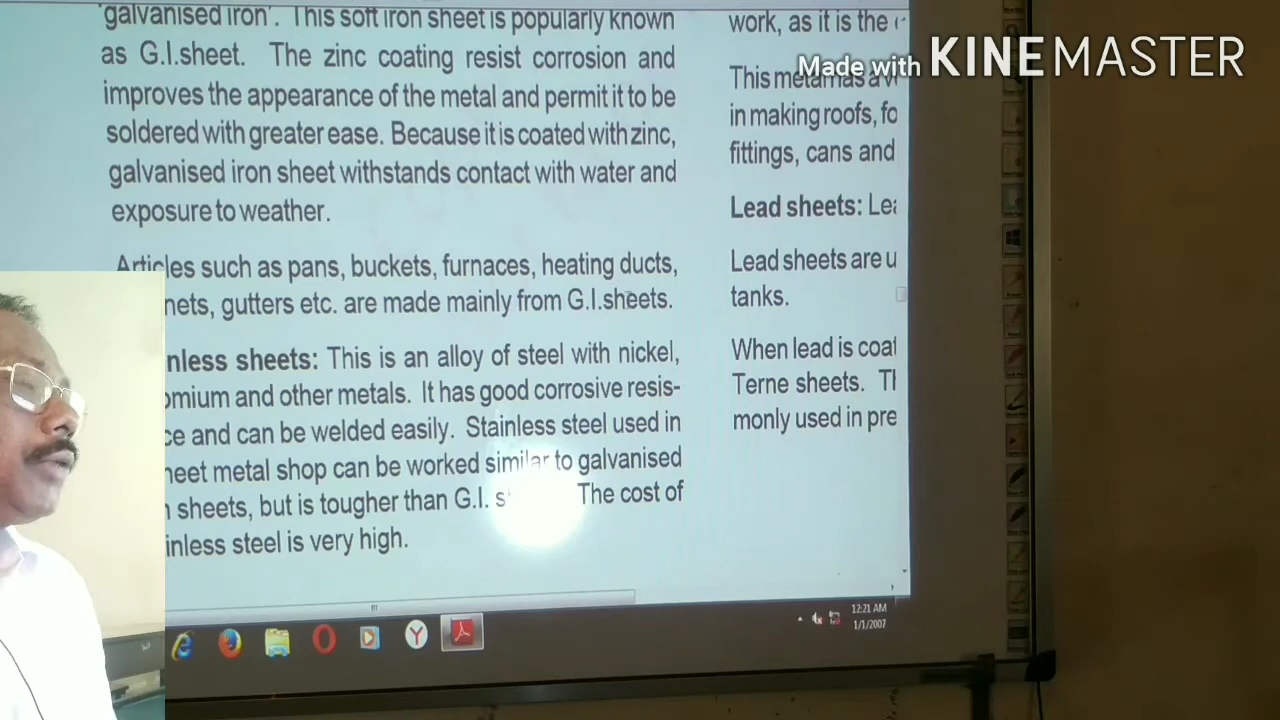 'galvanised iron'. This soft iron sheet is popularly known
as G.I.sheet. The zinc coating resist corrosion and
improves the appearance of the metal and permit it to be
soldered with greater ease. Because it is coated with zinc,
galvanised iron sheet withstands contact with water and
exposure to weather.
Articles such as pans, buckets, furnaces, heating ducts,
nets, gutters etc. are made mainly from G.I.sheets.
nless sheets: This is an alloy of steel with nickel,
omium and other metals. It has good corrosive resis-
ce and can be welded easily. Stainless steel used in
heet metal shop can be worked similar to galvanised
sheets, but is tougher than G.I. The cost of
inless steel is very high.
work, as it is the
This metal has a
in making roofs, fo
fittings, cans and
Lead sheets: Lea
Lead sheets are u
tanks.
When lead is coat
Terne sheets. Th
monly used in pre
Made with KINEMASTER
12:21 AM
1/1/2007